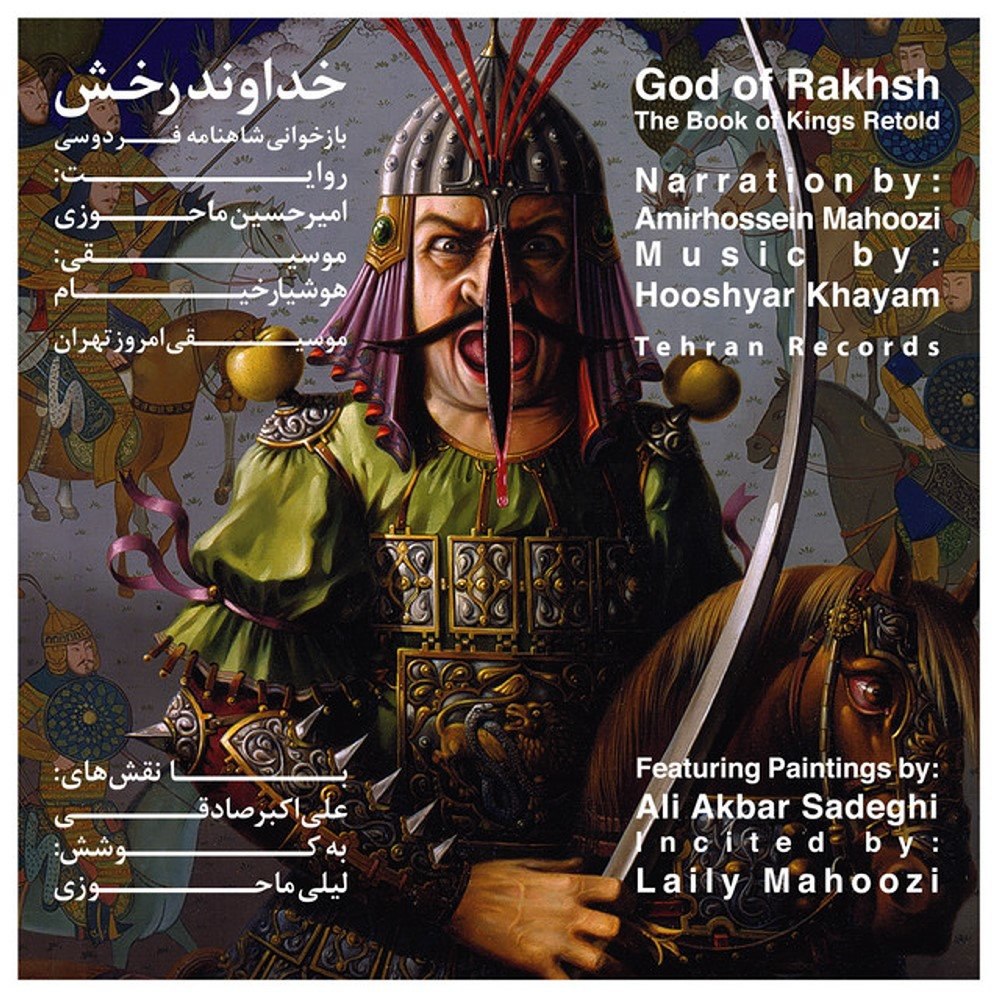 خداوند رخش
بازخوانی شاهنامه فردوسی
روایت:
امیرحسین ماحوزی
موسیقی:
هوشیار خیام
موسیقی امروز تهران
God of Rakhsh
The Book of Kings Retold
Narration by:
Amirhossein Mahoozi
Music by:
Hooshyar Khayam
Tehran Records
با نقش‌های:
علی اکبر صادقی
به کوشش:
لیلی ماحوزی
Featuring Paintings by:
Ali Akbar Sadeghi
Incited by:
Laily Mahoozi